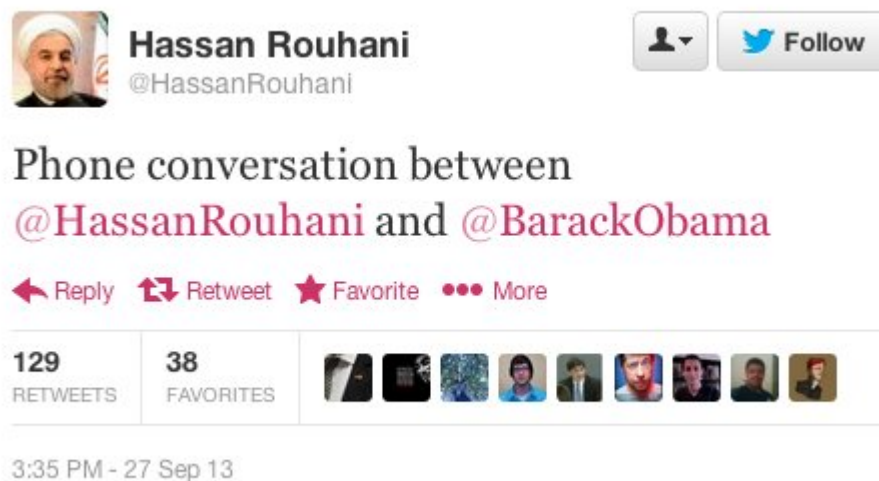 Hassan Rouhani
@HassanRouhani
Follow
Phone conversation between
@HassanRouhani and @BarackObama
Reply Retweet Favorite More
129 38
RETWEETS FAVORITES
3:35 PM - 27 Sep 13